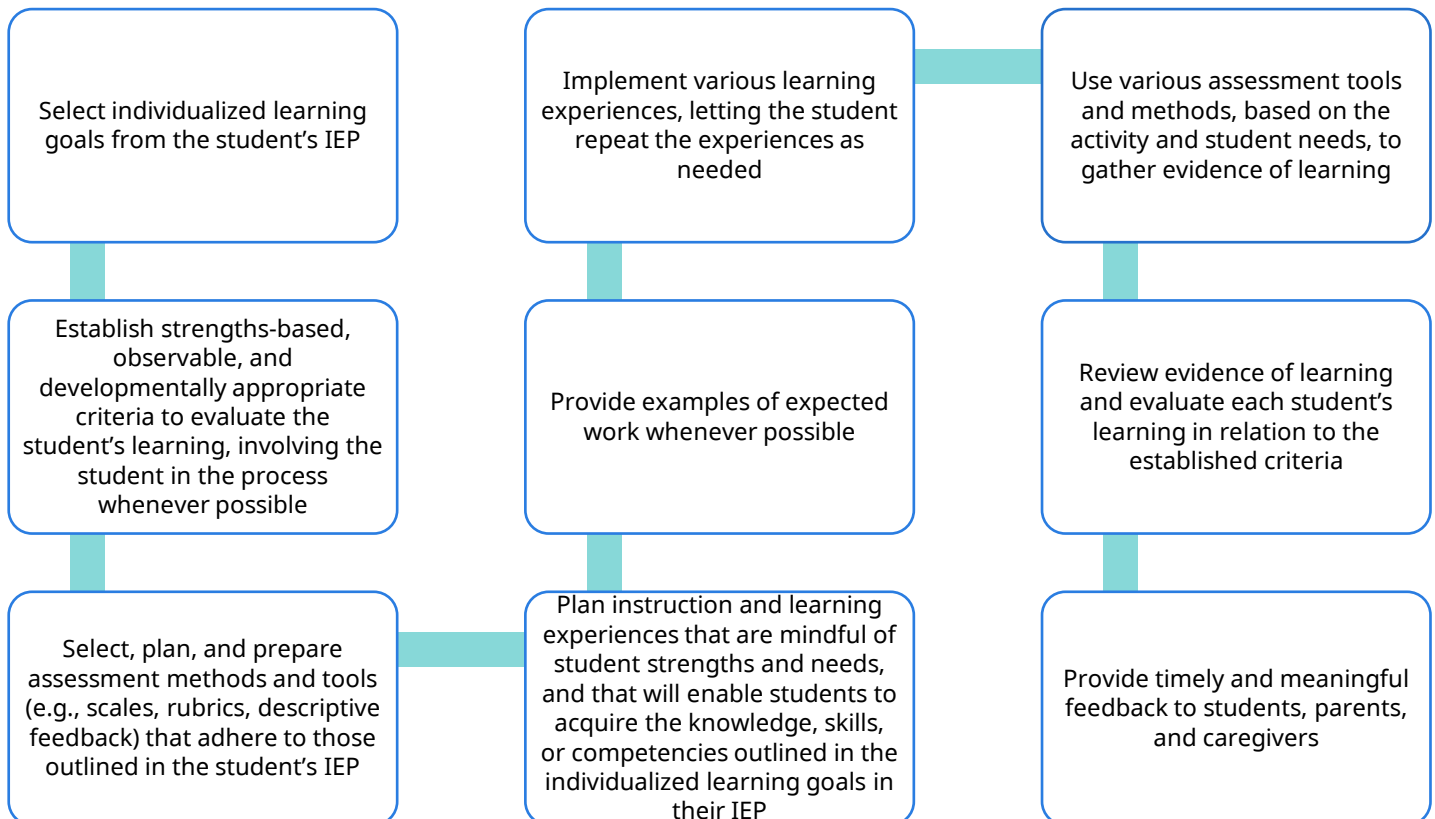 Select individualized learning
goals from the student’s IEP
Establish strengths-based,
observable, and
developmentally appropriate
criteria to evaluate the
student’s learning, involving the
student in the process
whenever possible
Select, plan, and prepare
assessment methods and tools
(e.g., scales, rubrics, descriptive
feedback) that adhere to those
outlined in the student’s IEP
Plan instruction and learning
experiences that are mindful of
student strengths and needs,
and that will enable students to
acquire the knowledge, skills,
or competencies outlined in the
individualized learning goals in
their IEP
Provide examples of expected
work whenever possible
Implement various learning
experiences, letting the student
repeat the experiences as
needed
Use various assessment tools
and methods, based on the
activity and student needs, to
gather evidence of learning
Review evidence of learning
and evaluate each student’s
learning in relation to the
established criteria
Provide timely and meaningful
feedback to students, parents,
and caregivers